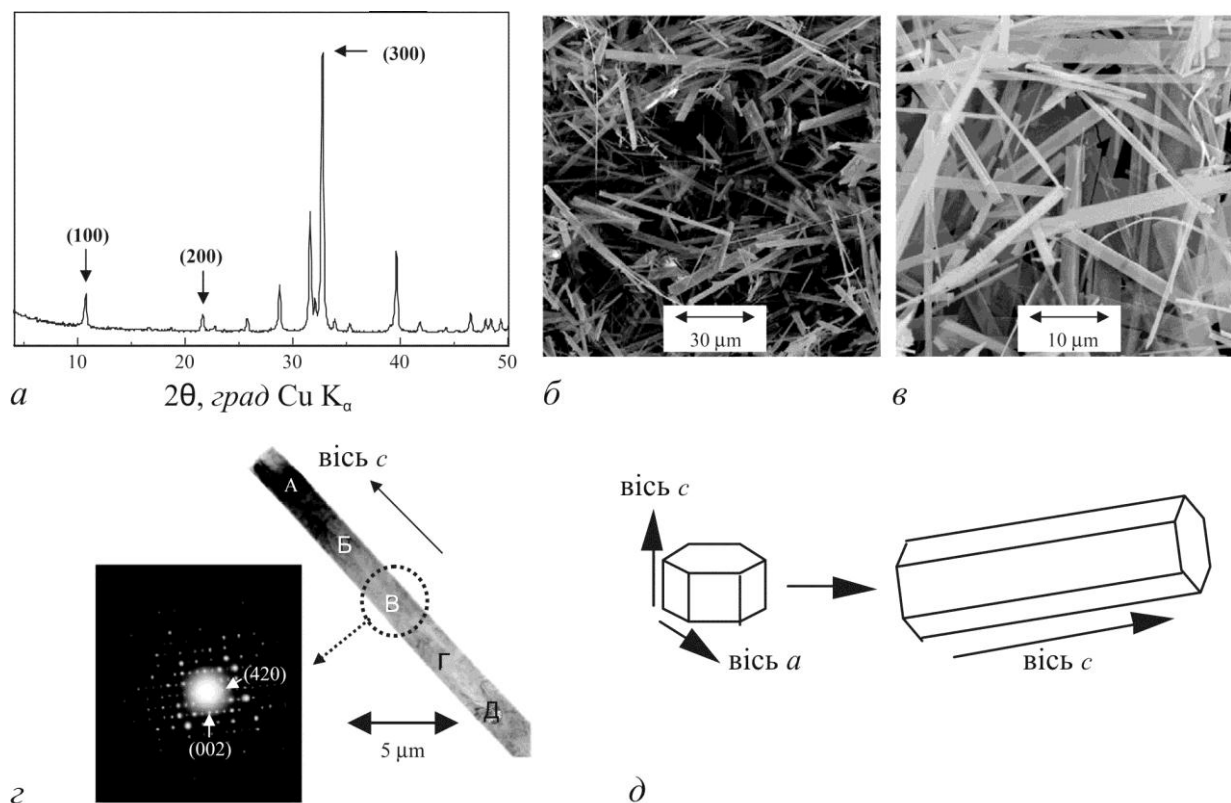 (300)
(100)
(200)
10 20 30 40 50
2θ, град Cu Kα
а
30 μm
б
10 μm
в
вісь c
А
Б
В
Г
Д
(420)
(002)
5 μm
г
вісь c
вісь a
вісь c
д